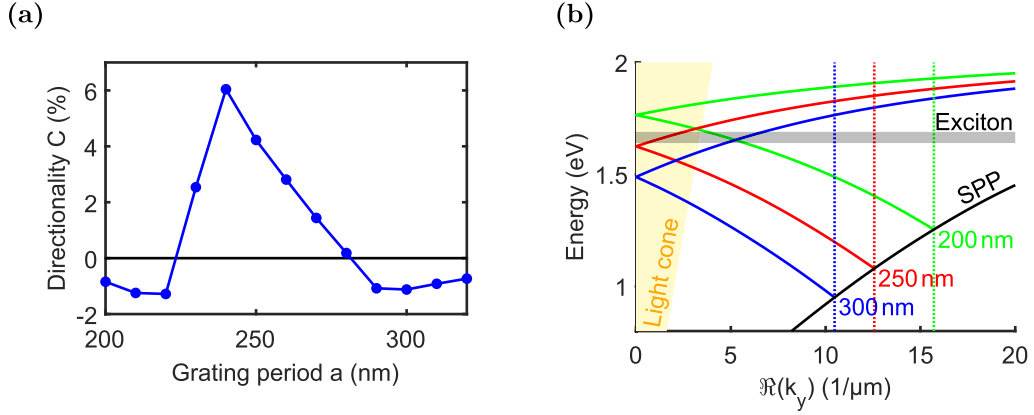 (a)
Directionality C (%)
6
4
2
0
-2
200
250
300
Grating period a (nm)
(b)
Energy (eV)
2
1.5
1
Exciton
SPP
Light cone
200 nm
250 nm
300 nm
0
5
10
15
20
ℜ(k_y) (1/µm)